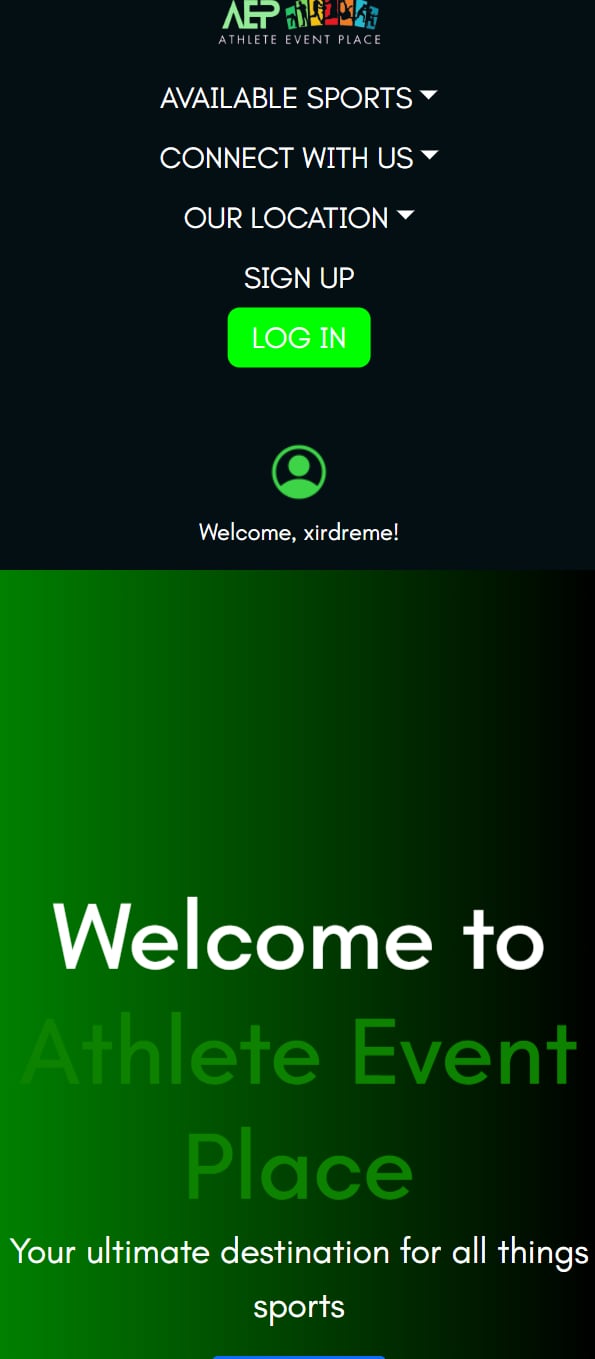 AEP
ATHLETE EVENT PLACE
AVAILABLE SPORTS
CONNECT WITH US
OUR LOCATION
SIGN UP
LOG IN
Welcome, xirdreme!
Welcome to
Athlete Event
Place
Your ultimate destination for all things
sports